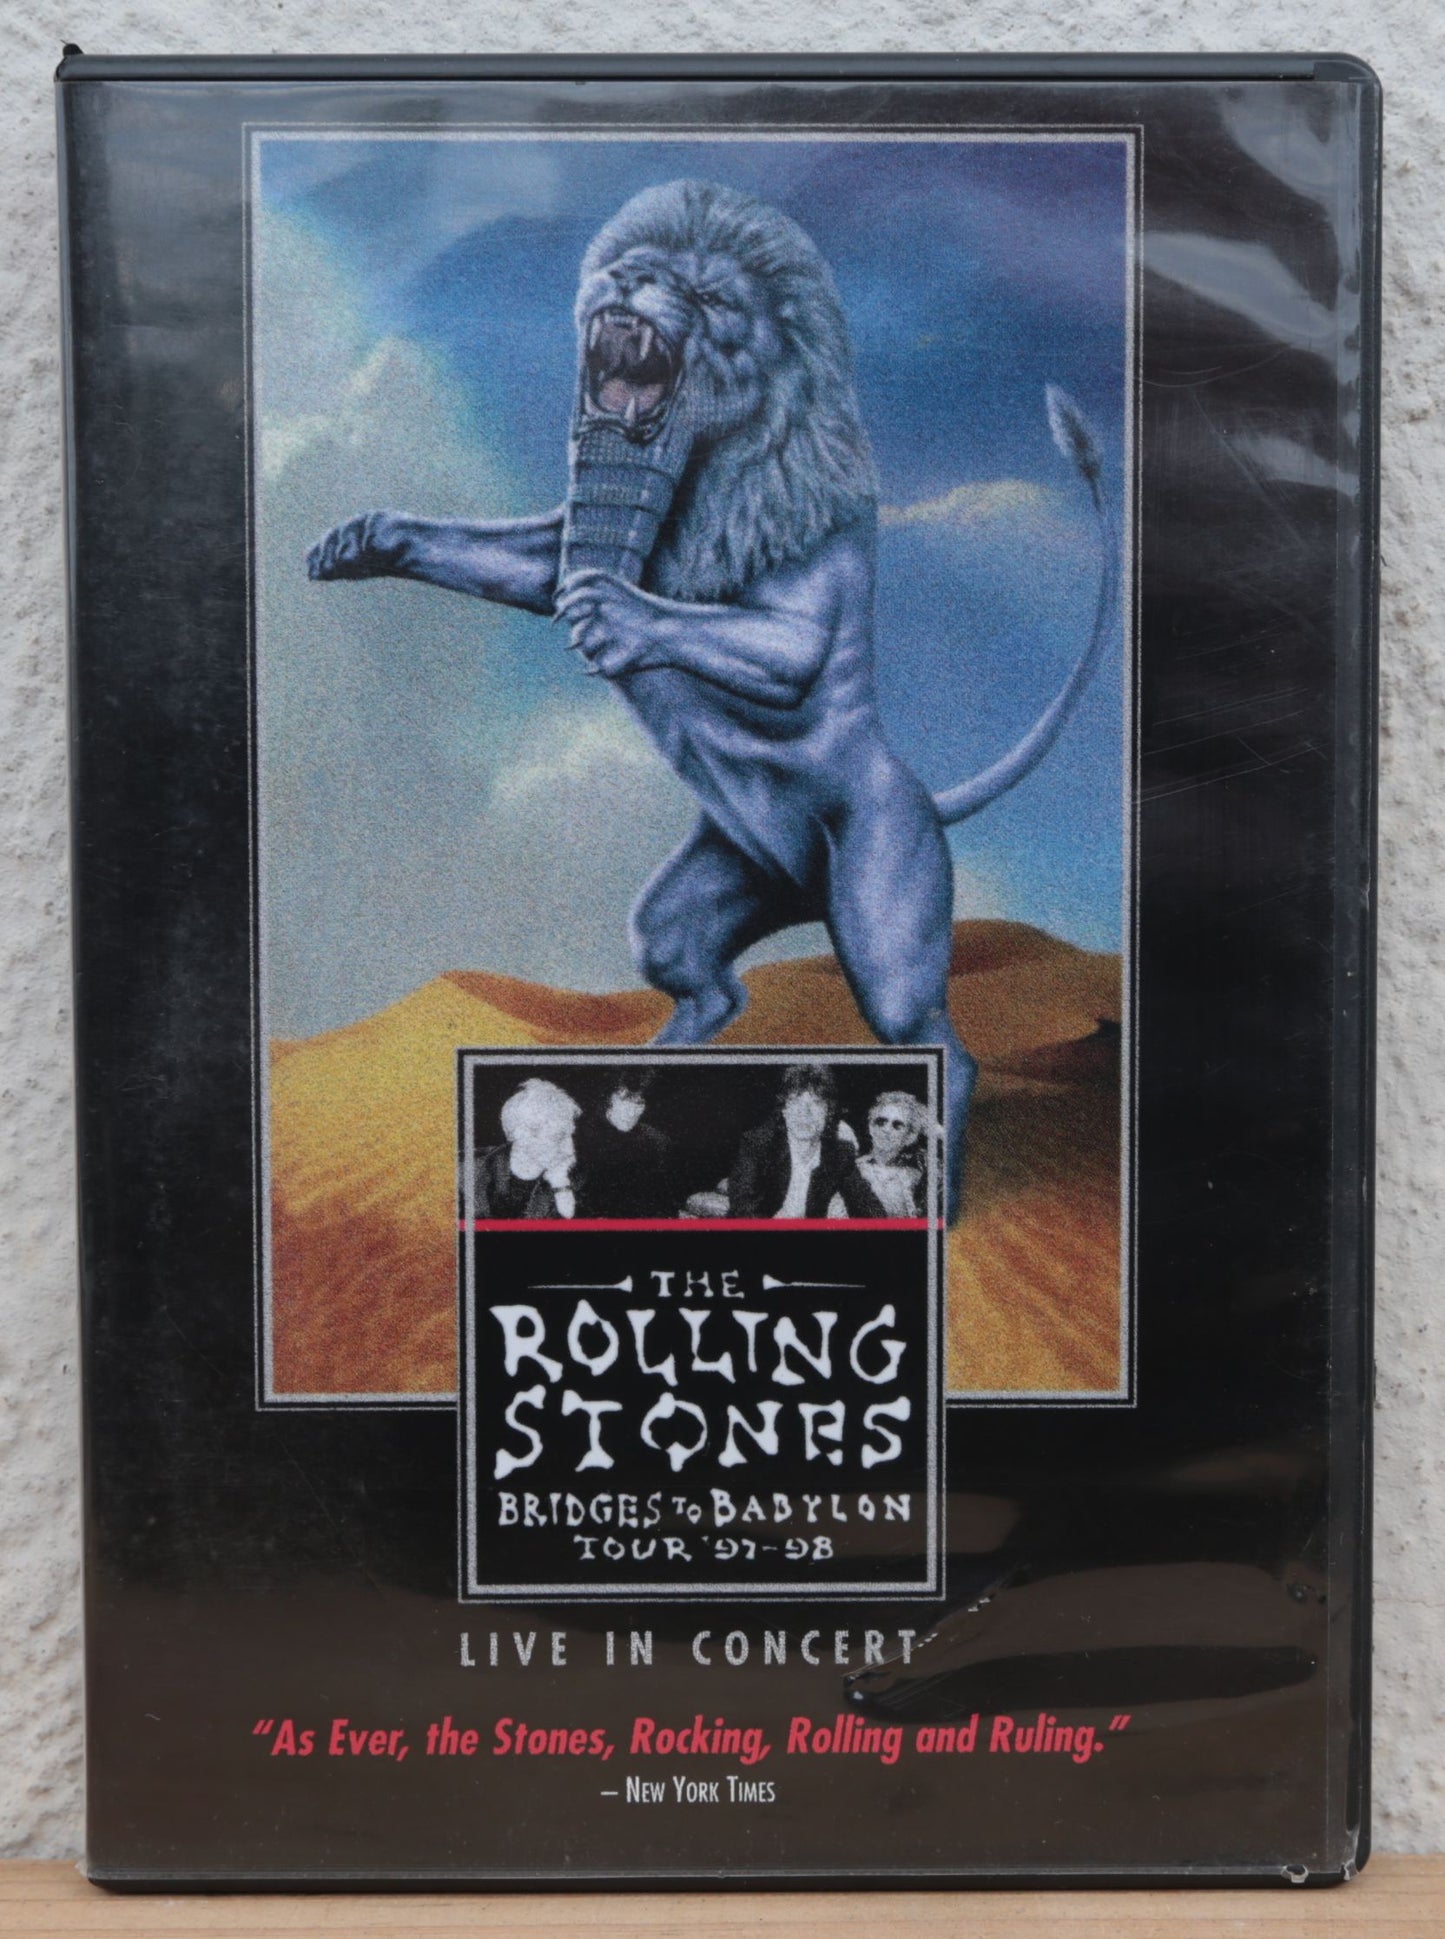 THE
ROLLING
STONES
BRIDGES TO BABYLON
TOUR '97-98
LIVE IN CONCERT
“As Ever, the Stones, Rocking, Rolling and Ruling.”
– NEW YORK TIMES